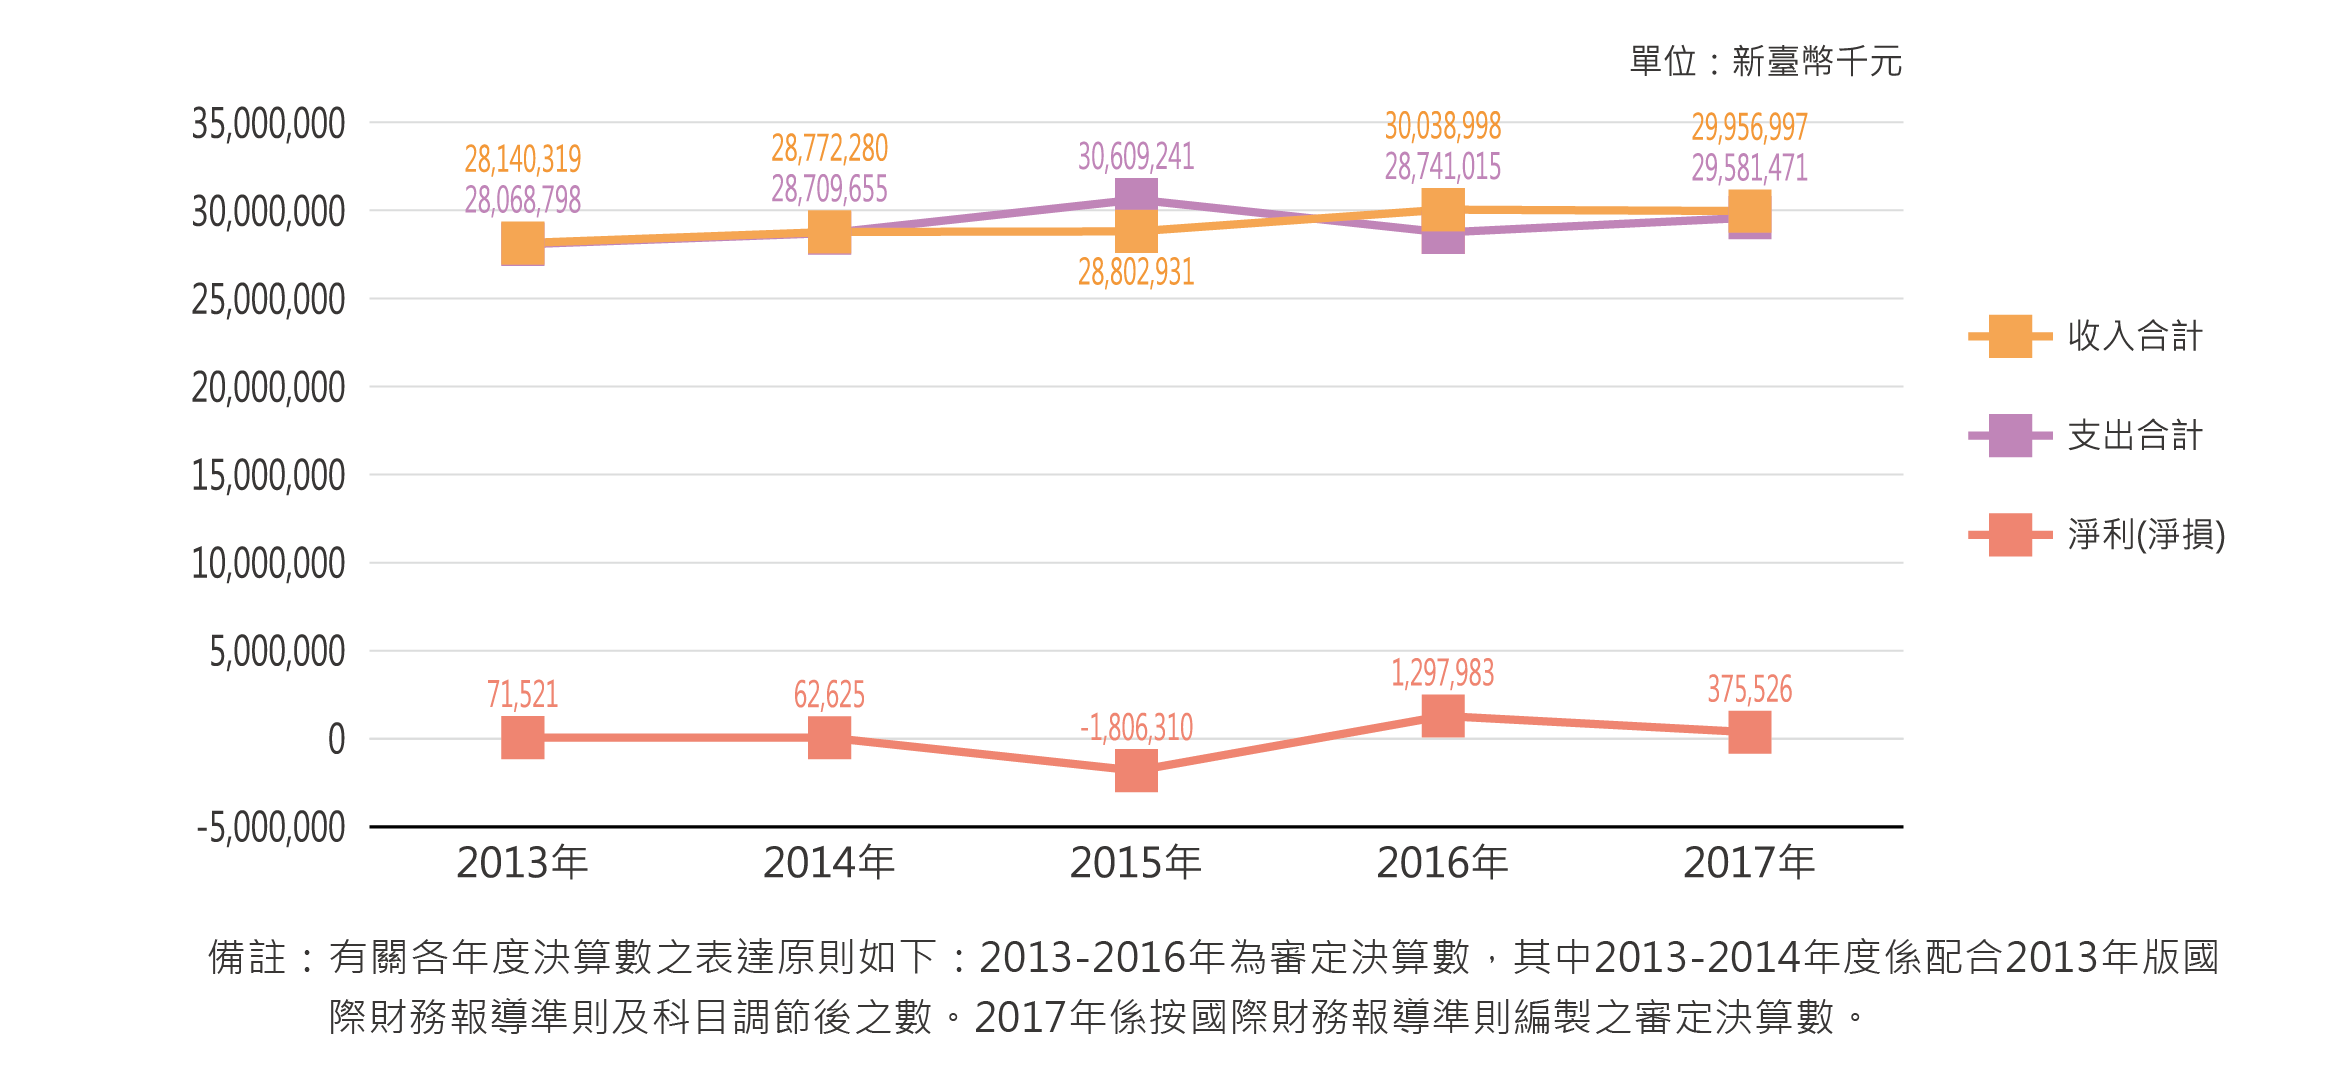 單位：新臺幣千元
35,000,000
30,000,000
25,000,000
20,000,000
15,000,000
10,000,000
5,000,000
0
-5,000,000
28,140,319
28,068,798
28,772,280
28,709,655
30,609,241
28,802,931
30,038,998
28,741,015
29,956,997
29,581,471
71,521
62,625
-1,806,310
1,297,983
375,526
2013年
2014年
2015年
2016年
2017年
收入合計
支出合計
淨利(淨損)
備註：有關各年度決算數之表達原則如下：2013-2016年為審定決算數，其中2013-2014年度係配合2013年版國
際財務報導準則及科目調節後之數。2017年係按國際財務報導準則編製之審定決算數。